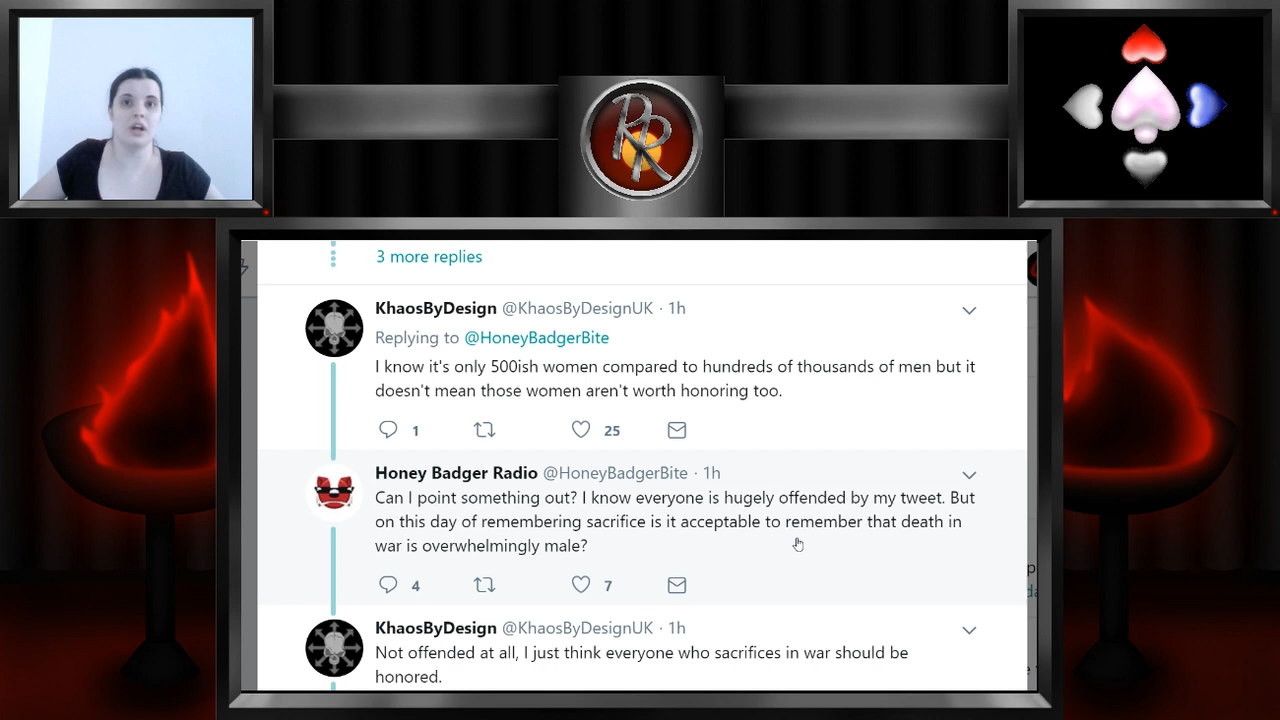 RPR
3 more replies
KhaosByDesign @KhaosByDesignUK · 1h
Replying to @HoneyBadgerBite
I know it's only 500ish women compared to hundreds of thousands of men but it
doesn't mean those women aren't worth honoring too.
1 25
Honey Badger Radio @HoneyBadgerBite · 1h
Can I point something out? I know everyone is hugely offended by my tweet. But
on this day of remembering sacrifice is it acceptable to remember that death in
war is overwhelmingly male?
4 7
KhaosByDesign @KhaosByDesignUK · 1h
Not offended at all, I just think everyone who sacrifices in war should be
honored.